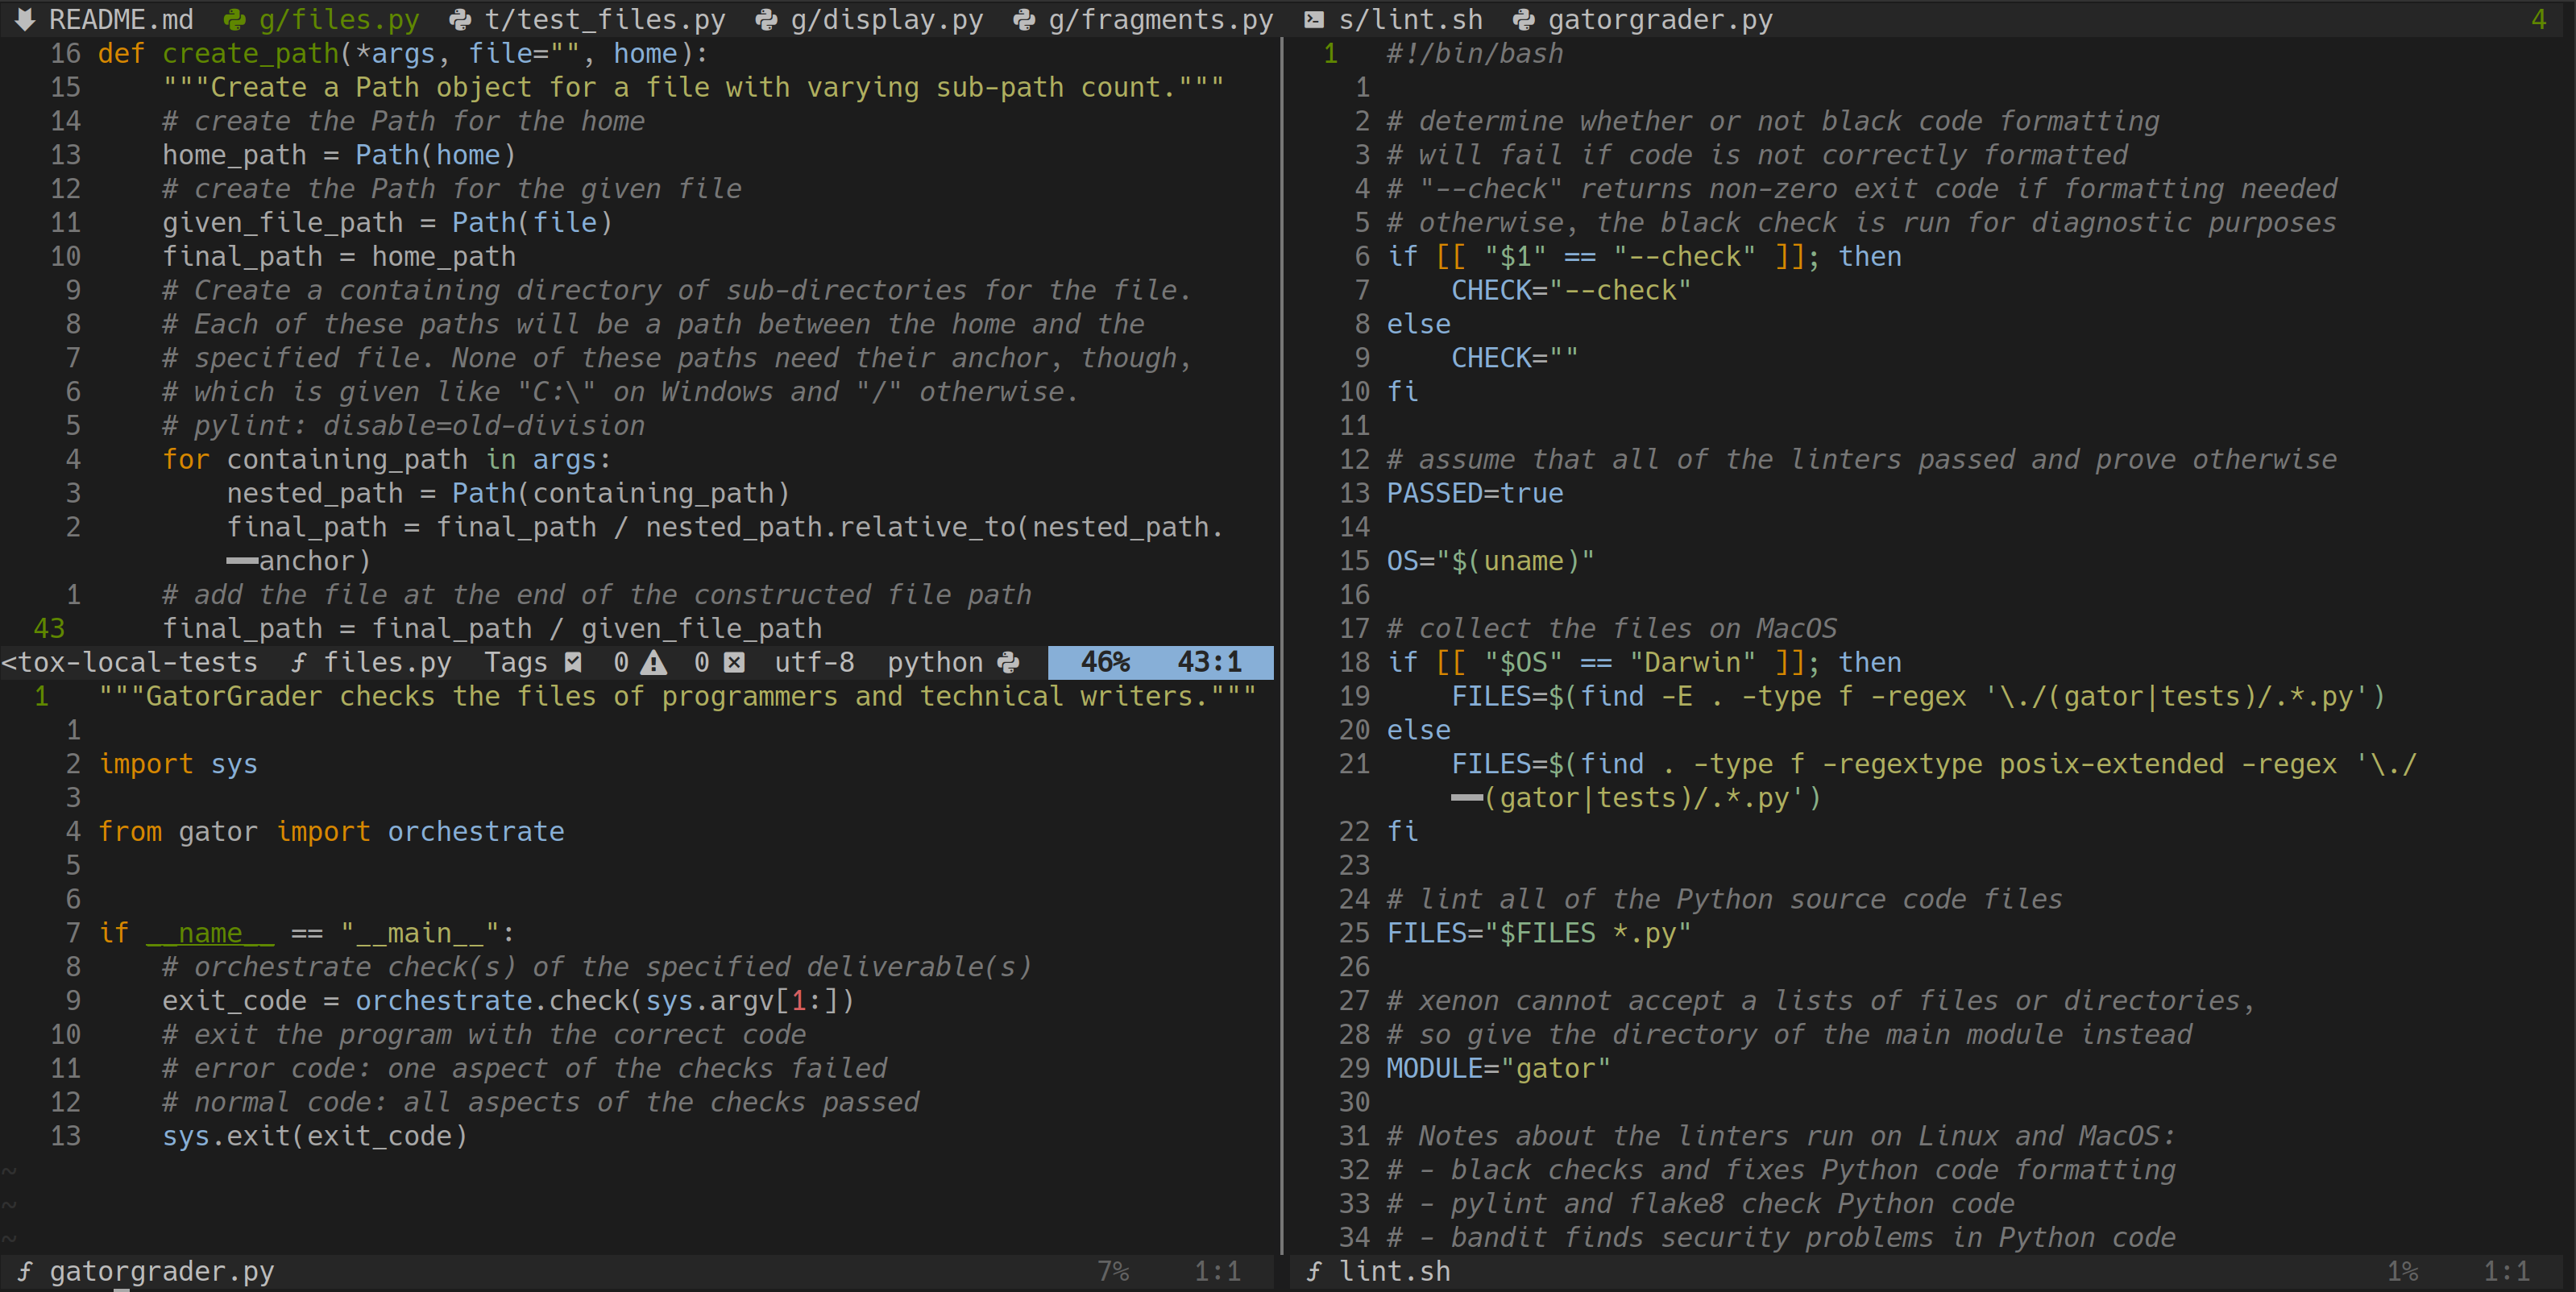 README.md g/files.py t/test_files.py g/display.py g/fragments.py s/lint.sh gatorgrader.py 4
16 def create_path(*args, file="", home):
15     """Create a Path object for a file with varying sub-path count."""
14     # create the Path for the home
13     home_path = Path(home)
12     # create the Path for the given file
11     given_file_path = Path(file)
10     final_path = home_path
9     # Create a containing directory of sub-directories for the file.
8     # Each of these paths will be a path between the home and the
7     # specified file. None of these paths need their anchor, though,
6     # which is given like "C:\" on Windows and "/" otherwise.
5     # pylint: disable=old-division
4     for containing_path in args:
3         nested_path = Path(containing_path)
2         final_path = final_path / nested_path.relative_to(nested_path.
anchor)
1     # add the file at the end of the constructed file path
43     final_path = final_path / given_file_path
<tox-local-tests files.py Tags 0 0 utf-8 python 46% 43:1
1 """GatorGrader checks the files of programmers and technical writers."""
1
2 import sys
3
4 from gator import orchestrate
5
6
7 if __name__ == "__main__":
8     # orchestrate check(s) of the specified deliverable(s)
9     exit_code = orchestrate.check(sys.argv[1:])
10     # exit the program with the correct code
11     # error code: one aspect of the checks failed
12     # normal code: all aspects of the checks passed
13     sys.exit(exit_code)
~
~
~
gatorgrader.py 7% 1:1
1 #!/bin/bash
1
2 # determine whether or not black code formatting
3 # will fail if code is not correctly formatted
4 # "--check" returns non-zero exit code if formatting needed
5 # otherwise, the black check is run for diagnostic purposes
6 if [[ "$1" == "--check" ]]; then
7     CHECK="--check"
8 else
9     CHECK=""
10 fi
11
12 # assume that all of the linters passed and prove otherwise
13 PASSED=true
14
15 OS="$(uname)"
16
17 # collect the files on MacOS
18 if [[ "$OS" == "Darwin" ]]; then
19     FILES=$(find -E . -type f -regex '\./(gator|tests)/.*.py')
20 else
21     FILES=$(find . -type f -regextype posix-extended -regex '\./
(gator|tests)/.*.py')
22 fi
23
24 # lint all of the Python source code files
25 FILES="$FILES *.py"
26
27 # xenon cannot accept a lists of files or directories,
28 # so give the directory of the main module instead
29 MODULE="gator"
30
31 # Notes about the linters run on Linux and MacOS:
32 # - black checks and fixes Python code formatting
33 # - pylint and flake8 check Python code
34 # - bandit finds security problems in Python code
lint.sh 1% 1:1